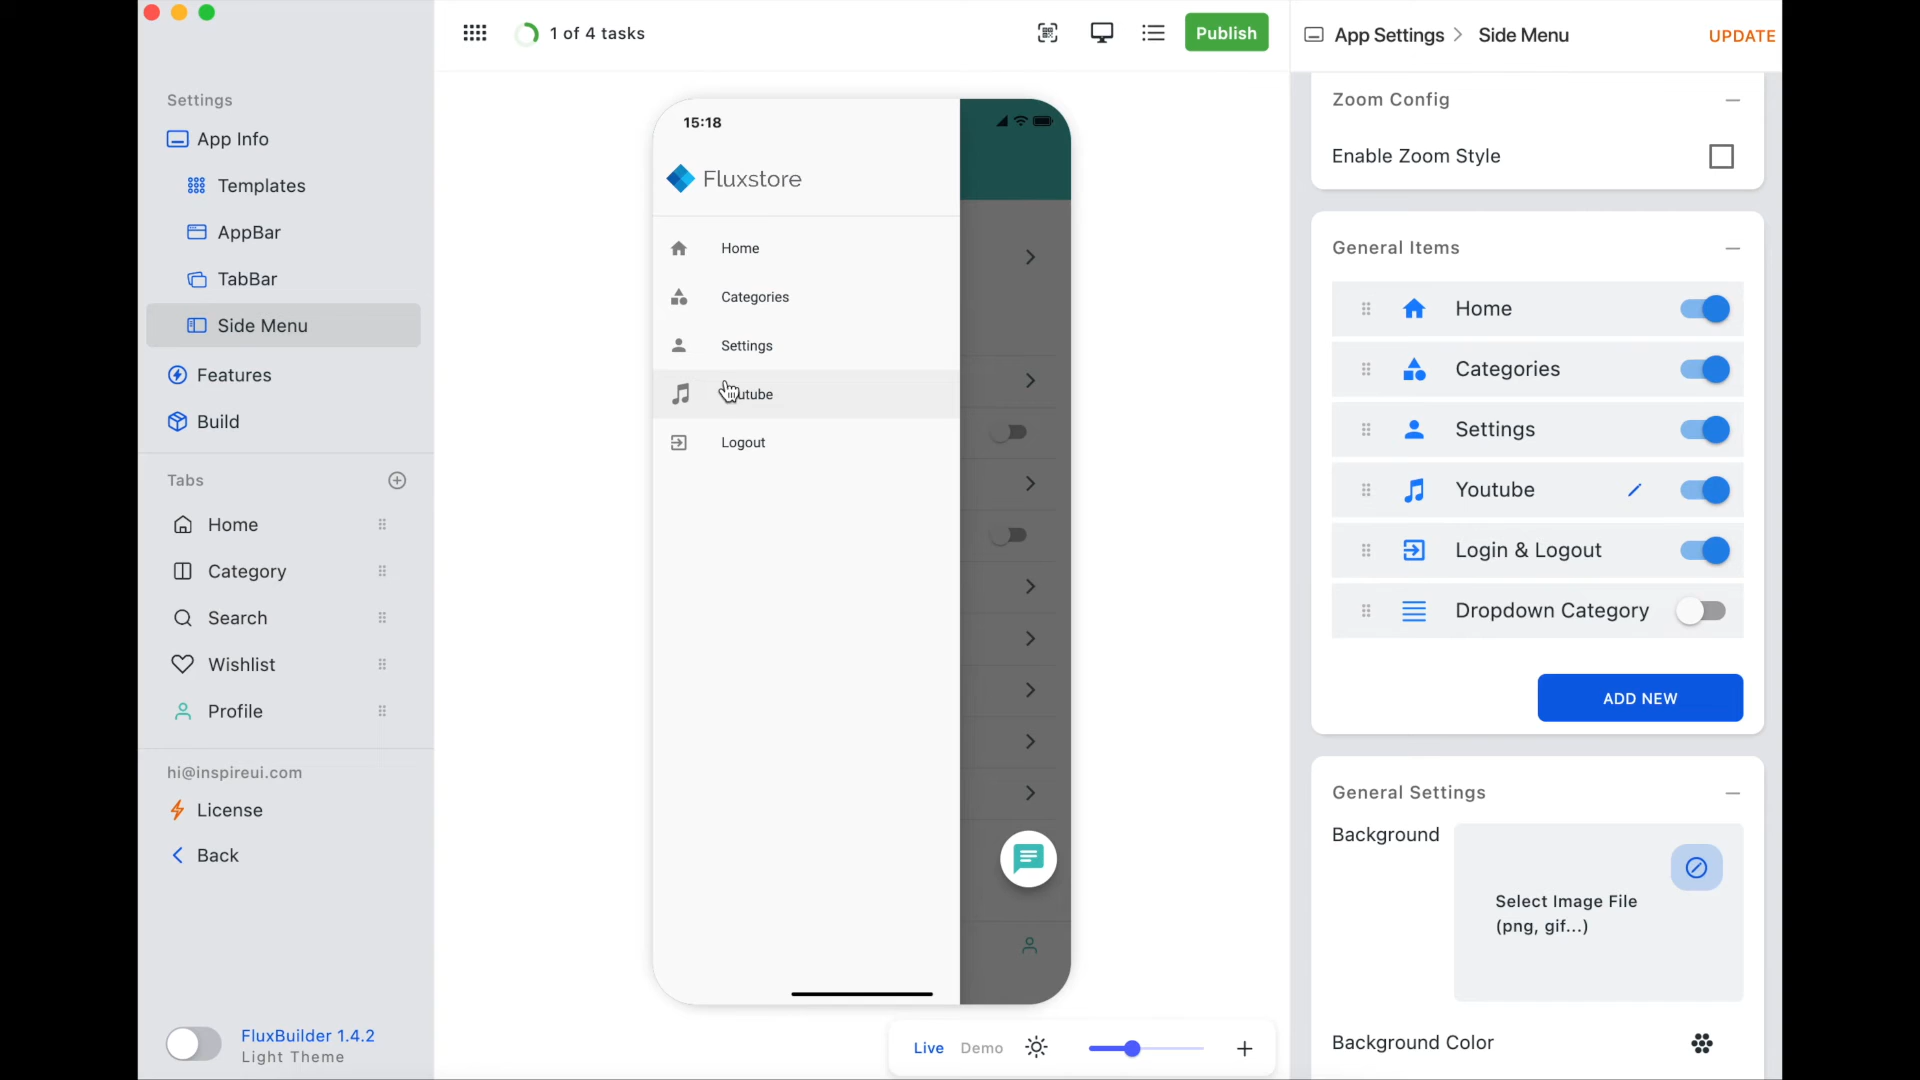 Settings
App Info
Templates
AppBar
TabBar
Side Menu
Features
Build
Tabs
Home
Category
Search
Wishlist
Profile
hi@inspireui.com
License
Back
FluxBuilder 1.4.2
Light Theme
1 of 4 tasks
Publish
15:18
Fluxstore
Home
Categories
Settings
utube
Logout
Live Demo
App Settings > Side Menu
UPDATE
Zoom Config
Enable Zoom Style
General Items
Home
Categories
Settings
Youtube
Login & Logout
Dropdown Category
ADD NEW
General Settings
Background
Select Image File
(png, gif...)
Background Color